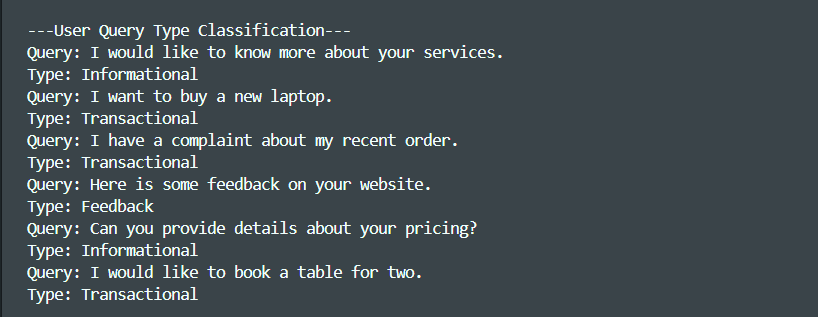 ---User Query Type Classification---
Query: I would like to know more about your services.
Type: Informational
Query: I want to buy a new laptop.
Type: Transactional
Query: I have a complaint about my recent order.
Type: Transactional
Query: Here is some feedback on your website.
Type: Feedback
Query: Can you provide details about your pricing?
Type: Informational
Query: I would like to book a table for two.
Type: Transactional